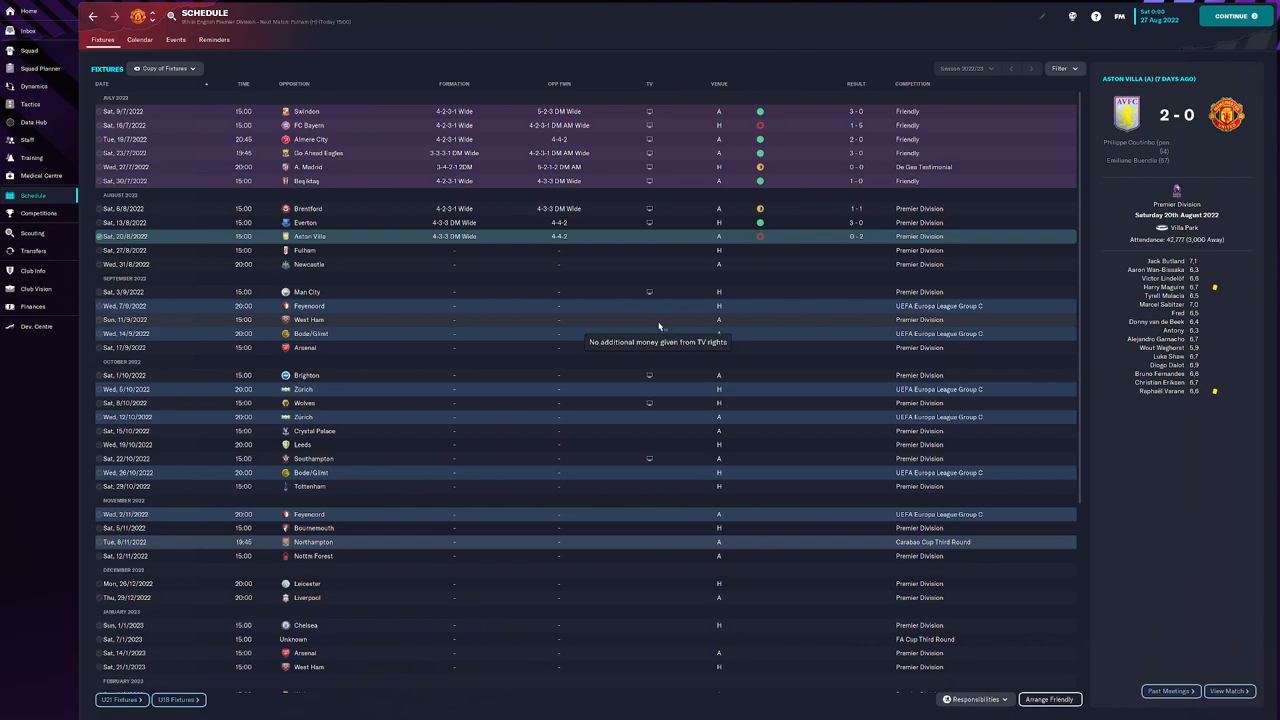 Home
Inbox
Squad
Squad Planner
Dynamics
Tactics
Data Hub
Staff
Training
Medical Centre
Schedule
Competitions
Scouting
Transfers
Club Info
Club Vision
Finances
Dev. Centre
SCHEDULE
9th in English Premier Division - Next Match: Fulham (H) (Today 15:00)
FM
Sat 0:00
27 Aug 2022
CONTINUE
Fixtures Calendar Events Reminders
FIXTURES Copy of Fixtures
Season 2022/23
Filter
DATE TIME OPPOSITION FORMATION OPP FMN TV VENUE RESULT COMPETITION
JULY 2022
Sat, 9/7/2022 15:00 Swindon 4-2-3-1 Wide 5-2-3 DM Wide A 3 - 0 Friendly
Sat, 16/7/2022 15:00 FC Bayern 4-2-3-1 Wide 4-2-3-1 DM AM Wide H 1 - 5 Friendly
Tue, 19/7/2022 20:45 Almere City 4-2-3-1 Wide 4-4-2 A 2 - 0 Friendly
Sat, 23/7/2022 19:45 Go Ahead Eagles 3-3-3-1 DM Wide 4-2-3-1 DM AM A 3 - 0 Friendly
Wed, 27/7/2022 20:00 A. Madrid 3-4-2-1 2DM 5-2-1-2 DM AM H 0 - 0 De Gea Testimonial
Sat, 30/7/2022 15:00 Beşiktaş 4-2-3-1 Wide 4-3-3 DM Wide A 1 - 0 Friendly
AUGUST 2022
Sat, 6/8/2022 15:00 Brentford 4-2-3-1 Wide 4-3-3 DM Wide A 1 - 1 Premier Division
Sat, 13/8/2022 15:00 Everton 4-3-3 DM Wide 4-4-2 H 3 - 0 Premier Division
Sat, 20/8/2022 15:00 Aston Villa 4-3-3 DM Wide 4-4-2 A 0 - 2 Premier Division
Sat, 27/8/2022 15:00 Fulham - - H Premier Division
Wed, 31/8/2022 20:00 Newcastle - - A Premier Division
SEPTEMBER 2022
Sat, 3/9/2022 15:00 Man City - - H Premier Division
Wed, 7/9/2022 20:00 Feyenoord - - H UEFA Europa League Group C
Sun, 11/9/2022 15:00 West Ham - - A Premier Division
Wed, 14/9/2022 20:00 Bodø/Glimt - UEFA Europa League Group C
No additional money given from TV rights
Sat, 17/9/2022 15:00 Arsenal - H Premier Division
OCTOBER 2022
Sat, 1/10/2022 15:00 Brighton - - A Premier Division
Wed, 5/10/2022 20:00 Zürich - - H UEFA Europa League Group C
Sat, 8/10/2022 15:00 Wolves - - H Premier Division
Wed, 12/10/2022 20:00 Zürich - - A UEFA Europa League Group C
Sat, 15/10/2022 15:00 Crystal Palace - - A Premier Division
Wed, 19/10/2022 20:00 Leeds - - H Premier Division
Sat, 22/10/2022 15:00 Southampton - - A Premier Division
Wed, 26/10/2022 20:00 Bodø/Glimt - - H UEFA Europa League Group C
Sat, 29/10/2022 15:00 Tottenham - - H Premier Division
NOVEMBER 2022
Wed, 2/11/2022 20:00 Feyenoord - - A UEFA Europa League Group C
Sat, 5/11/2022 15:00 Bournemouth - - H Premier Division
Tue, 8/11/2022 19:45 Northampton - - A Carabao Cup Third Round
Sat, 12/11/2022 15:00 Nottm Forest - - A Premier Division
DECEMBER 2022
Mon, 26/12/2022 20:00 Leicester - - H Premier Division
Thu, 29/12/2022 20:00 Liverpool - - A Premier Division
JANUARY 2023
Sun, 1/1/2023 15:00 Chelsea - - H Premier Division
Sat, 7/1/2023 15:00 Unknown - - FA Cup Third Round
Sat, 14/1/2023 15:00 Arsenal - - A Premier Division
Sat, 21/1/2023 15:00 West Ham - - H Premier Division
FEBRUARY 2023
U21 Fixtures
U18 Fixtures
Responsibilities
Arrange Friendly
ASTON VILLA (A) (7 DAYS AGO)
AVFC
2 - 0
Philippe Coutinho (pen
54)
Emiliano Buendia (57)
Premier Division
Saturday 20th August 2022
Villa Park
Attendance: 42,777 (3,000 Away)
Jack Butland 7,1
Aaron Wan-Bissaka 6,3
Victor Lindelöf 6,6
Harry Maguire 6,7
Tyrell Malacia 6,5
Marcel Sabitzer 7,0
Fred 6,5
Donny van de Beek 6,4
Antony 6,3
Alejandro Garnacho 6,7
Wout Weghorst 5,9
Luke Shaw 6,7
Diogo Dalot 6,9
Bruno Fernandes 6,6
Christian Eriksen 6,7
Raphaël Varane 6,6
Past Meetings
View Match